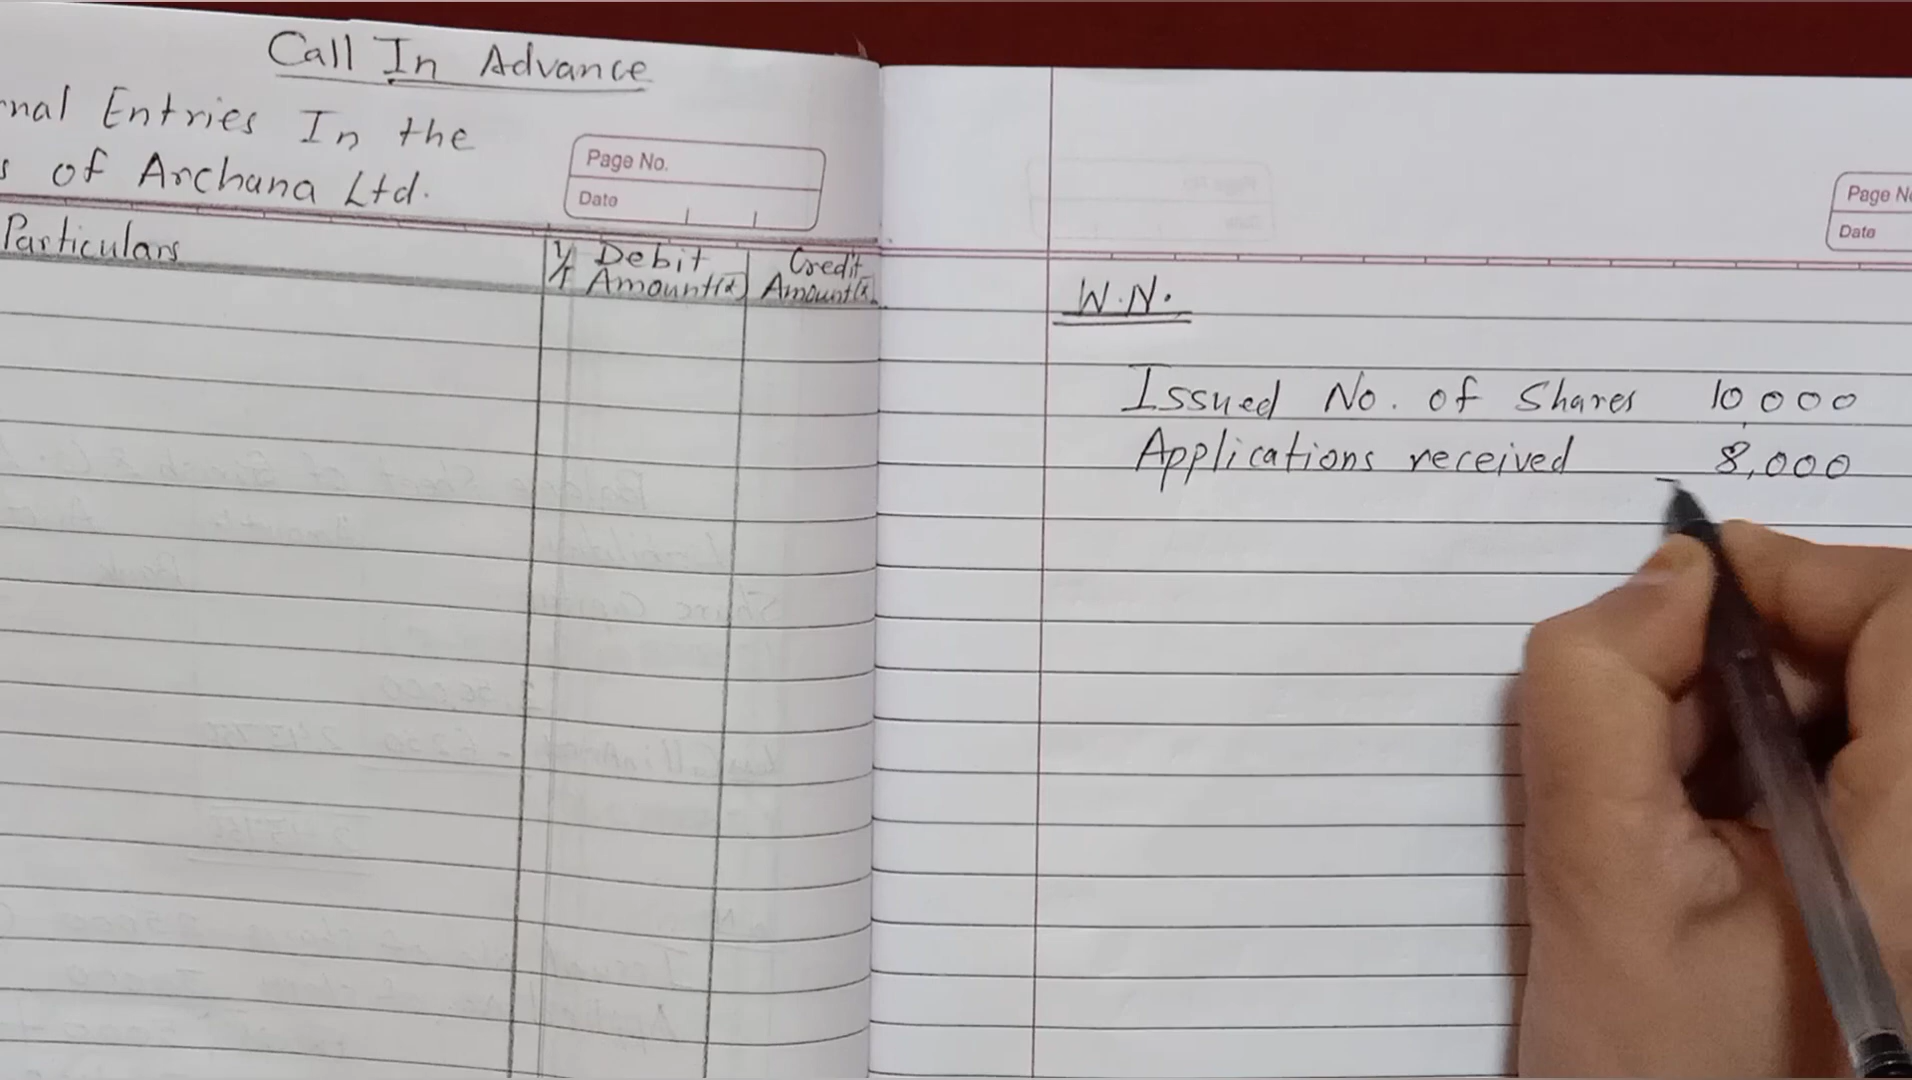 Call In Advance
rnal Entries In the
s of Archana Ltd.
Page No.
Date
Particulars
Debit Amount(₹)
Credit Amount(₹
Page No
Date
W.N.
Issued No. of Shares 10,000
Applications received 8,000